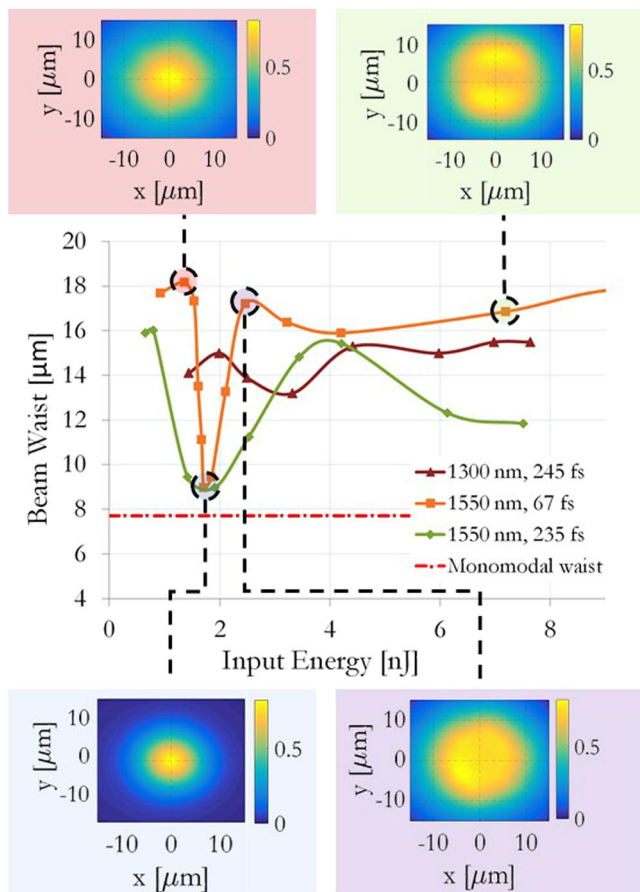 10
0
-10
y [μm]
-10 0 10
x [μm]
0.5
0
10
0
-10
y [μm]
-10 0 10
x [μm]
0.5
0
20
18
16
14
12
10
8
6
4
Beam Waist [μm]
1300 nm, 245 fs
1550 nm, 67 fs
1550 nm, 235 fs
Monomodal waist
0 2 4 6 8
Input Energy [nJ]
10
0
-10
y [μm]
-10 0 10
x [μm]
0.5
0
10
0
-10
y [μm]
-10 0 10
x [μm]
0.5
0